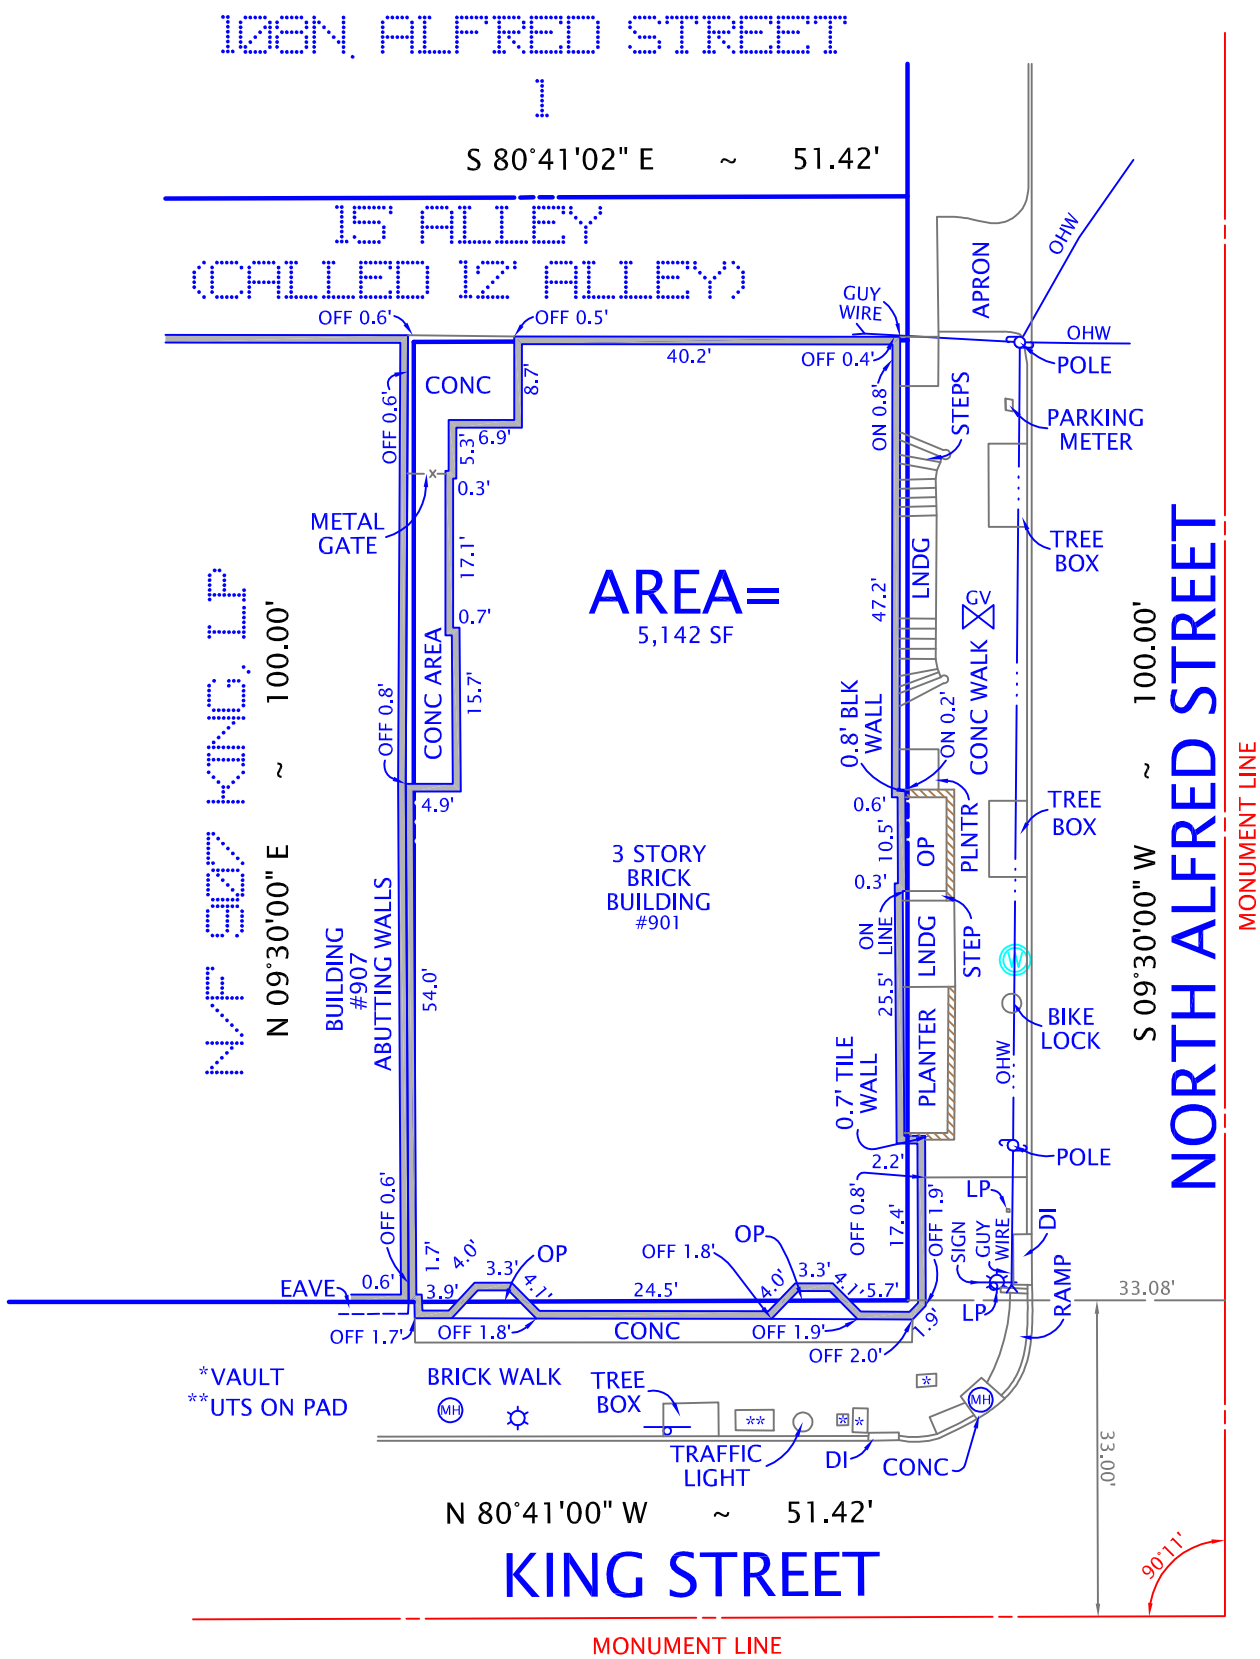 108N. ALFRED STREET
1
S 80°41'02" E ~ 51.42'
15' ALLEY
(CALLED 12' ALLEY)
OFF 0.6'
OFF 0.5'
GUY
WIRE
APRON
OHW
OHW
40.2'
OFF 0.4'
POLE
CONC
8.7'
OFF 0.6'
ON 0.8'
STEPS
PARKING
METER
6.9'
5.3'
0.3'
METAL
GATE
x
17.1'
TREE
BOX
LNDG
47.2'
AREA=
5,142 SF
0.7'
GV
CONC WALK
CONC AREA
15.7'
OFF 0.8'
0.8' BLK
WALL
ON 0.2'
N/F 907 KING, LP
N 09°30'00" E ~ 100.00'
S 09°30'00" W ~ 100.00'
NORTH ALFRED STREET
MONUMENT LINE
4.9'
0.6'
10.5'
OP
PLNTR
TREE
BOX
3 STORY
BRICK
BUILDING
#901
0.3'
ON
LINE
LNDG
STEP
W
BUILDING
#907
ABUTTING WALLS
54.0'
25.5'
BIKE
LOCK
PLANTER
OHW
0.7' TILE
WALL
POLE
2.2'
OFF 0.8'
17.4'
OFF 1.9'
LP
SIGN
GUY
WIRE
DI
RAMP
LP
33.08'
OFF 0.6'
EAVE
0.6'
1.7'
3.9'
4.0'
3.3'
4.1'
OP
24.5'
OFF 1.8'
OP
4.0'
3.3'
4.1'
5.7'
1.9'
OFF 1.7'
OFF 1.8'
CONC
OFF 1.9'
OFF 2.0'
*VAULT
**UTS ON PAD
BRICK WALK
MH
TREE
BOX
**
*
*
*
MH
TRAFFIC
LIGHT
DI
CONC
33.00'
N 80°41'00" W ~ 51.42'
KING STREET
90°11'
MONUMENT LINE